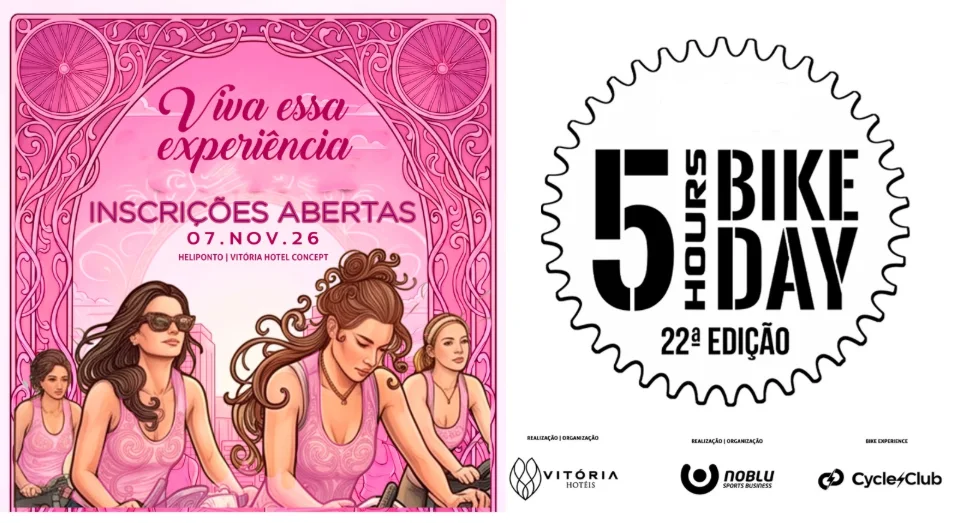 Viva essa
experiência
INSCRIÇÕES ABERTAS
07.NOV.26
HELIPONTO | VITÓRIA HOTEL CONCEPT
5 HOURS BIKE DAY
22ª EDIÇÃO
REALIZAÇÃO | ORGANIZAÇÃO
VITÓRIA
HOTÉIS
REALIZAÇÃO | ORGANIZAÇÃO
NOBLU
SPORTS BUSINESS
BIKE EXPERIENCE
CycleClub